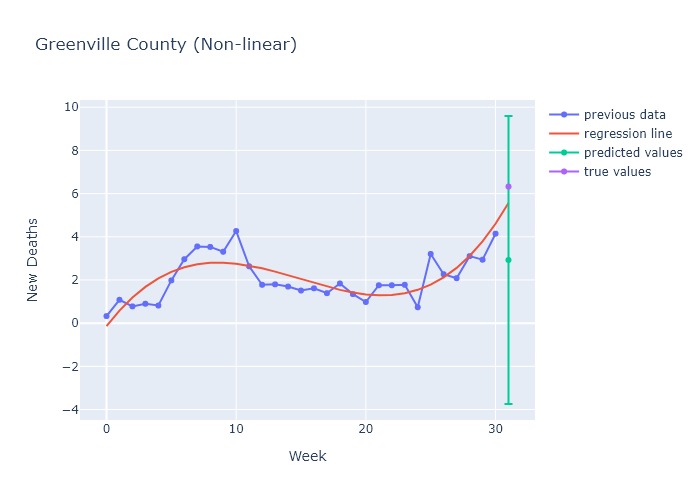 Greenville County (Non-linear)
10
8
6
4
2
0
−2
−4
New Deaths
0
10
20
30
Week
previous data
regression line
predicted values
true values